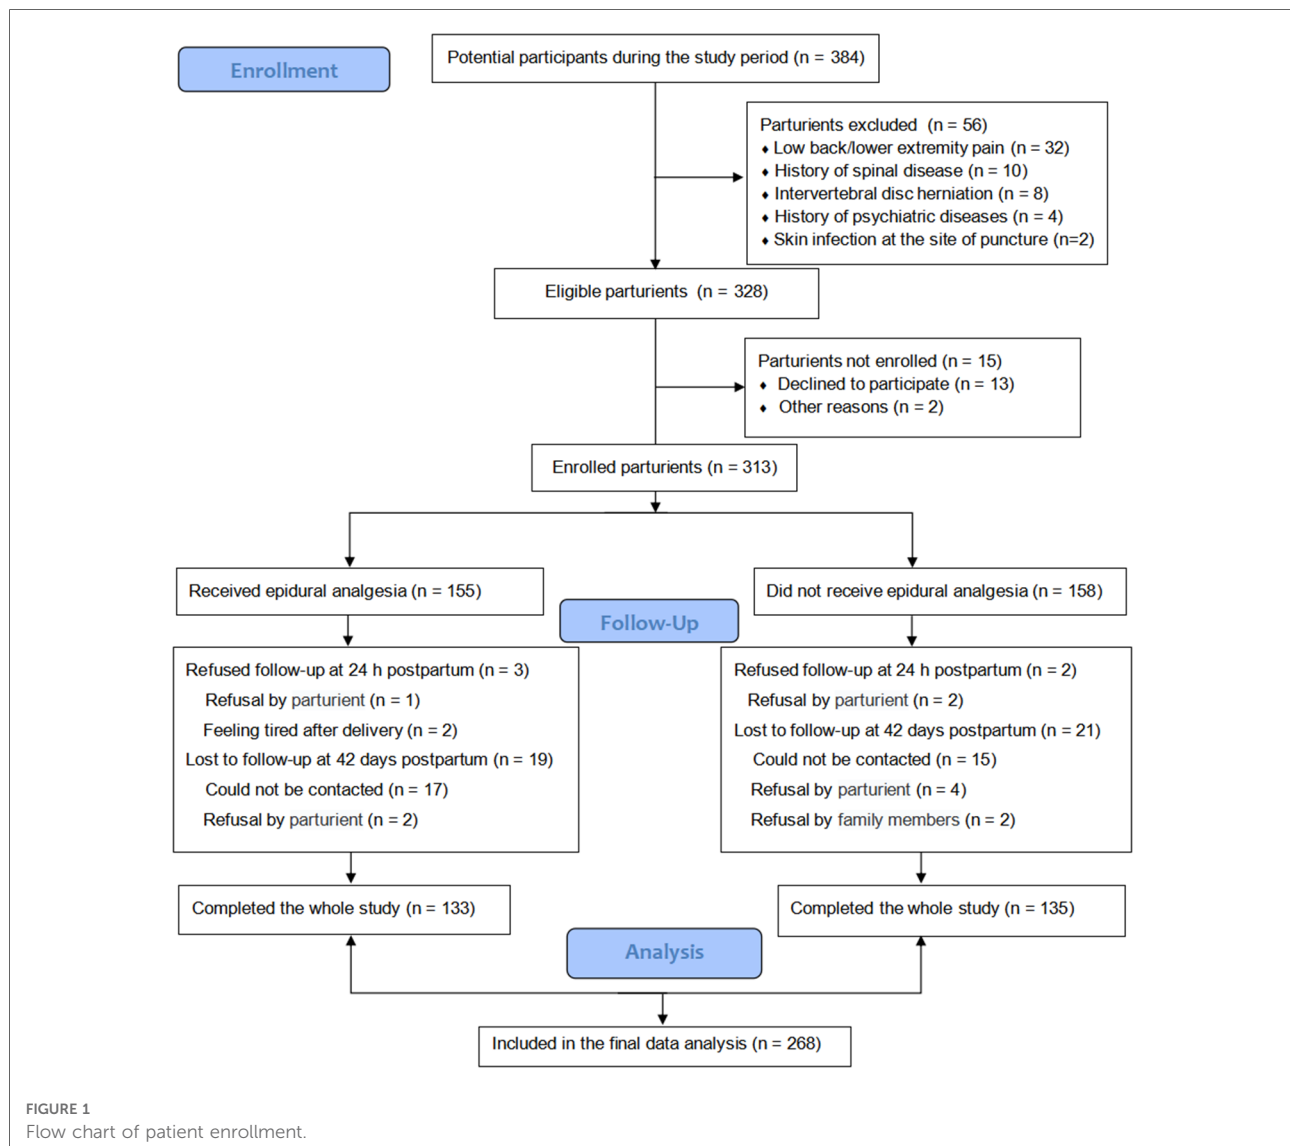 Enrollment
Potential participants during the study period (n = 384)
Parturients excluded (n = 56)
♦ Low back/lower extremity pain (n = 32)
♦ History of spinal disease (n = 10)
♦ Intervertebral disc herniation (n = 8)
♦ History of psychiatric diseases (n = 4)
♦ Skin infection at the site of puncture (n=2)
Eligible parturients (n = 328)
Parturients not enrolled (n = 15)
♦ Declined to participate (n = 13)
♦ Other reasons (n = 2)
Enrolled parturients (n = 313)
Received epidural analgesia (n = 155)
Did not receive epidural analgesia (n = 158)
Follow-Up
Refused follow-up at 24 h postpartum (n = 3)
Refusal by parturient (n = 1)
Feeling tired after delivery (n = 2)
Lost to follow-up at 42 days postpartum (n = 19)
Could not be contacted (n = 17)
Refusal by parturient (n = 2)
Refused follow-up at 24 h postpartum (n = 2)
Refusal by parturient (n = 2)
Lost to follow-up at 42 days postpartum (n = 21)
Could not be contacted (n = 15)
Refusal by parturient (n = 4)
Refusal by family members (n = 2)
Completed the whole study (n = 133)
Completed the whole study (n = 135)
Analysis
Included in the final data analysis (n = 268)
FIGURE 1
Flow chart of patient enrollment.